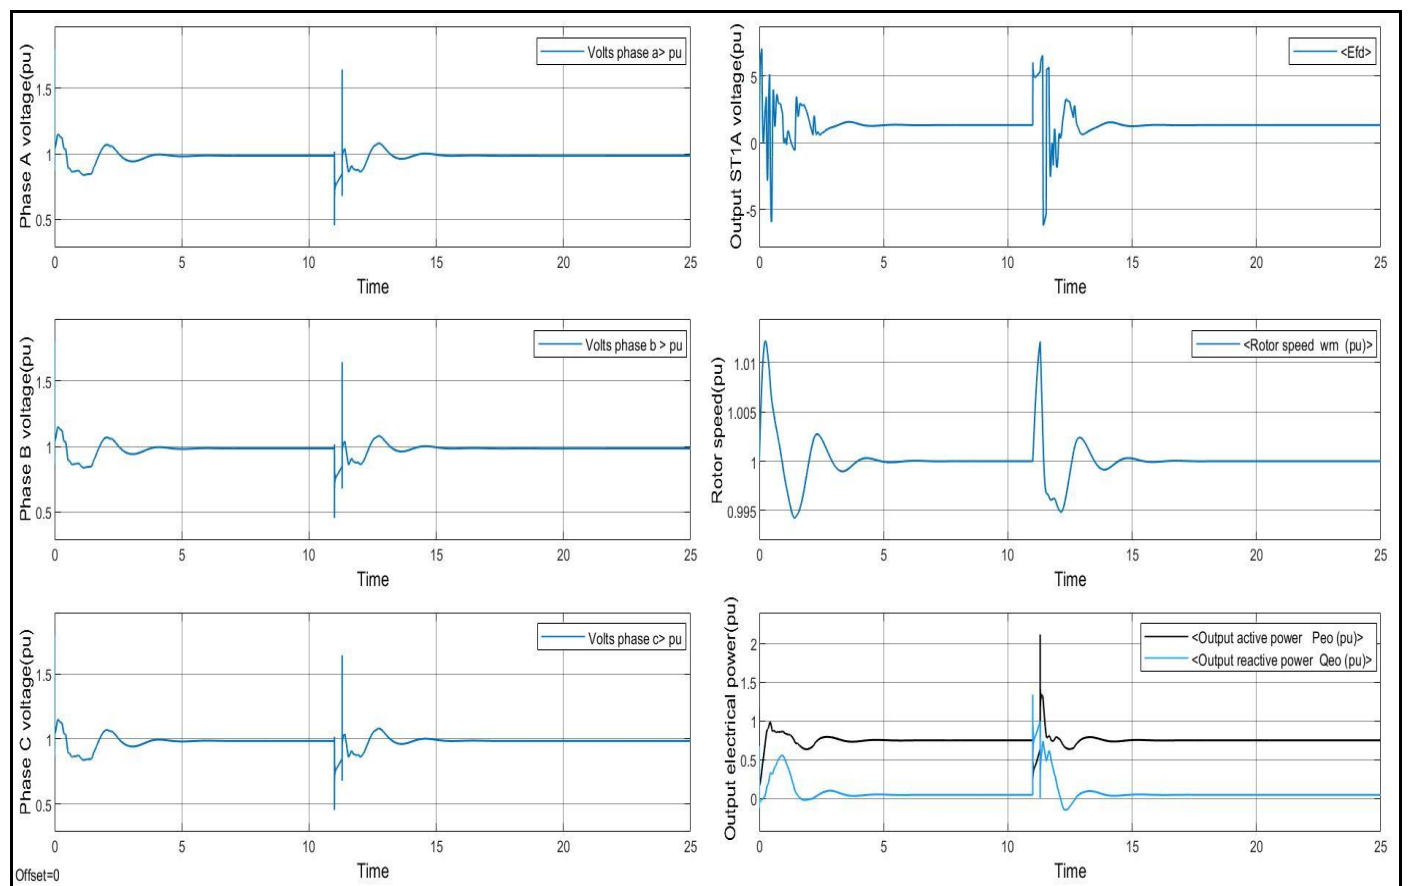 Phase A voltage(pu)
1.5
1
0.5
Volts phase a> pu
0 5 10 15 20 25
Time
Output ST1A voltage(pu)
5
0
-5
<Efd>
0 5 10 15 20 25
Time
Phase B voltage(pu)
1.5
1
0.5
Volts phase b > pu
0 5 10 15 20 25
Time
Rotor speed(pu)
1.01
1.005
1
0.995
<Rotor speed wm (pu)>
0 5 10 15 20 25
Time
Phase C voltage(pu)
1.5
1
0.5
Volts phase c> pu
0 5 10 15 20 25
Time
Output electrical power(pu)
2
1.5
1
0.5
0
<Output active power Peo (pu)>
<Output reactive power Qeo (pu)>
0 5 10 15 20 25
Time
Offset=0